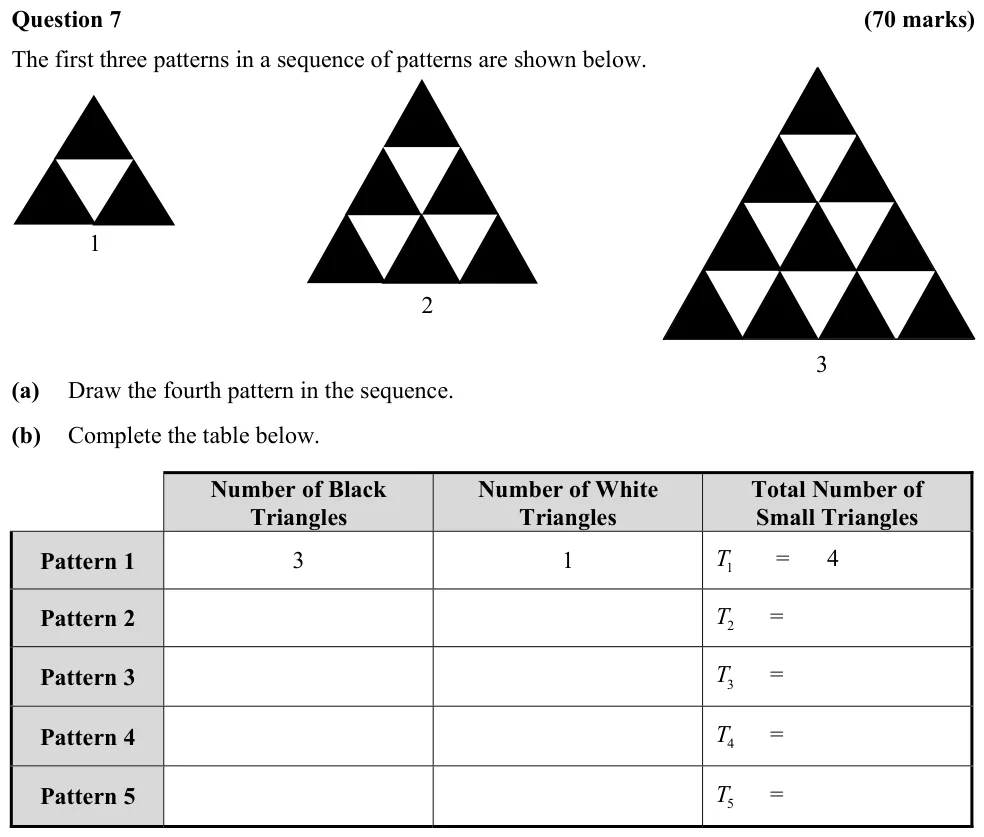 Question 7 (70 marks)
The first three patterns in a sequence of patterns are shown below.
1
2
3
(a) Draw the fourth pattern in the sequence.
(b) Complete the table below.
Number of Black Triangles Number of White Triangles Total Number of Small Triangles
Pattern 1 3 1 T₁ = 4
Pattern 2 T₂ =
Pattern 3 T₃ =
Pattern 4 T₄ =
Pattern 5 T₅ =